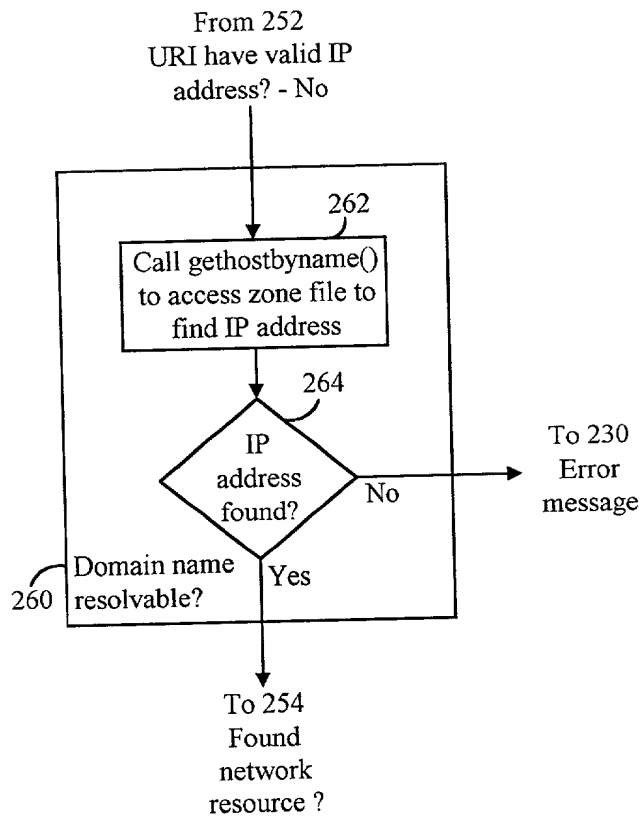 From 252
URI have valid IP
address? - No
262
Call gethostbyname()
to access zone file to
find IP address
264
IP
address
found?
No
To 230
Error
message
Yes
Domain name
260 resolvable?
To 254
Found
network
resource ?